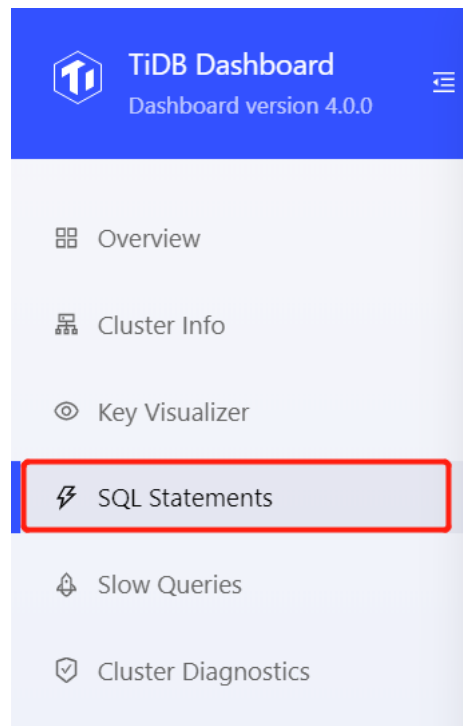 TiDB Dashboard
Dashboard version 4.0.0
Overview
Cluster Info
Key Visualizer
SQL Statements
Slow Queries
Cluster Diagnostics